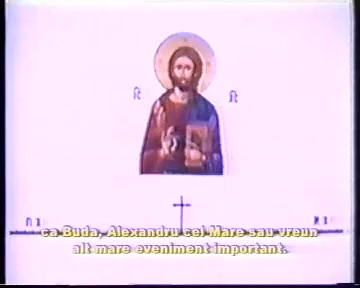 ca Buda, Alexandru cel Mare sau vreun
alt mare eveniment important.